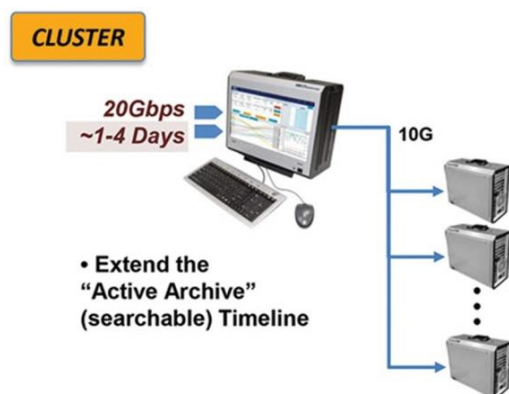 CLUSTER
20Gbps
~1-4 Days
10G
• Extend the
“Active Archive”
(searchable) Timeline